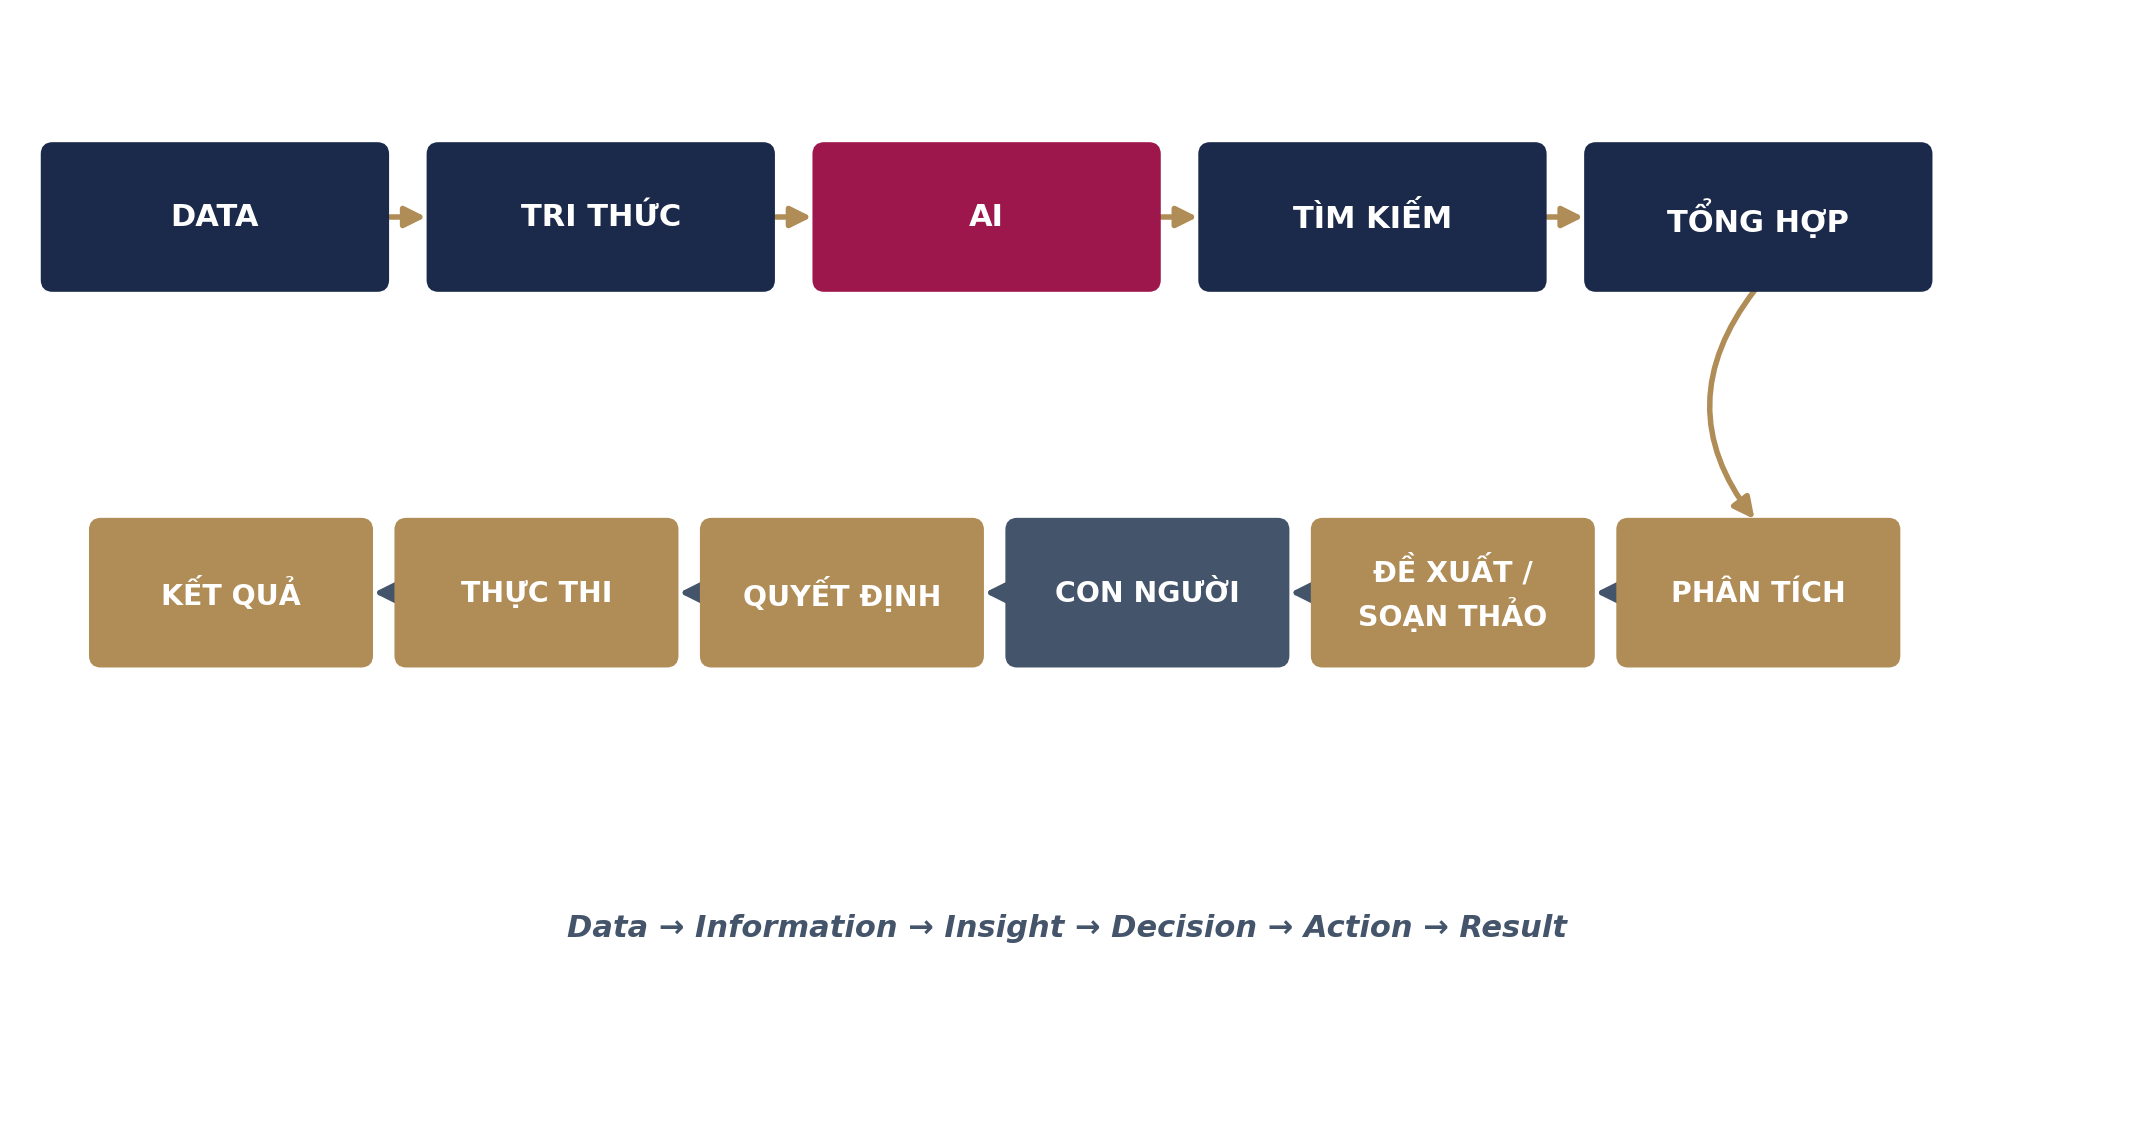 DATA
TRI THỨC
AI
TÌM KIẾM
TỔNG HỢP
PHÂN TÍCH
ĐỀ XUẤT /
SOẠN THẢO
CON NGƯỜI
QUYẾT ĐỊNH
THỰC THI
KẾT QUẢ
Data → Information → Insight → Decision → Action → Result